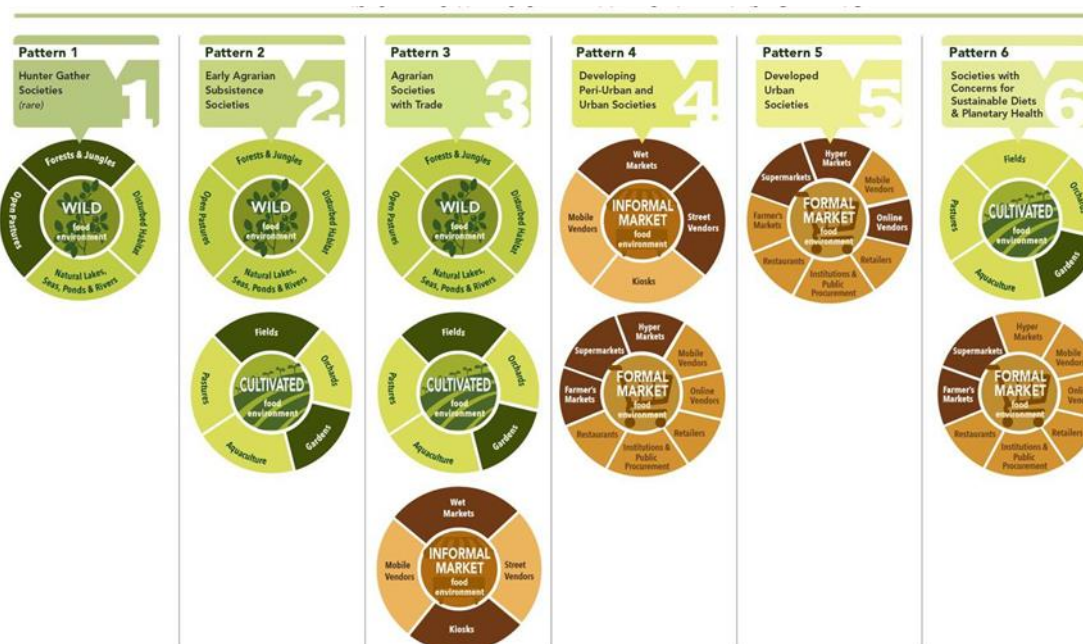 Pattern 1
Hunter Gather
Societies
(rare)
1
Forests & Jungles
Open Pastures
Disturbed Habitat
Natural Lakes,
Seas, Ponds & Rivers
WILD
food
environment
Pattern 2
Early Agrarian
Subsistence
Societies
2
Forests & Jungles
Open Pastures
Disturbed Habitat
Natural Lakes,
Seas, Ponds & Rivers
WILD
food
environment
Fields
Pastures
Orchards
Aquaculture
Gardens
CULTIVATED
food
environment
Pattern 3
Agrarian
Societies
with Trade
3
Forests & Jungles
Open Pastures
Disturbed Habitat
Natural Lakes,
Seas, Ponds & Rivers
WILD
food
environment
Fields
Pastures
Orchards
Aquaculture
Gardens
CULTIVATED
food
environment
Wet
Markets
Mobile
Vendors
Street
Vendors
Kiosks
INFORMAL
MARKET
food
environment
Pattern 4
Developing
Peri-Urban and
Urban Societies
4
Wet
Markets
Mobile
Vendors
Street
Vendors
Kiosks
INFORMAL
MARKET
food
environment
Hyper
Markets
Supermarkets
Mobile
Vendors
Farmer's
Markets
Online
Vendors
Restaurants
Retailers
Institutions &
Public
Procurement
FORMAL
MARKET
food
environment
Pattern 5
Developed
Urban
Societies
5
Hyper
Markets
Supermarkets
Mobile
Vendors
Farmer's
Markets
Online
Vendors
Restaurants
Retailers
Institutions &
Public
Procurement
FORMAL
MARKET
food
environment
Pattern 6
Societies with
Concerns for
Sustainable Diets
& Planetary Health
6
Fields
Pastures
Aquaculture
Gardens
CULTIVATED
food
environment
Hyper
Markets
Supermarkets
Farmer's
Markets
Restaurants
Retailers
Institutions &
Public
Procurement
FORMAL
MARKET
food
environment